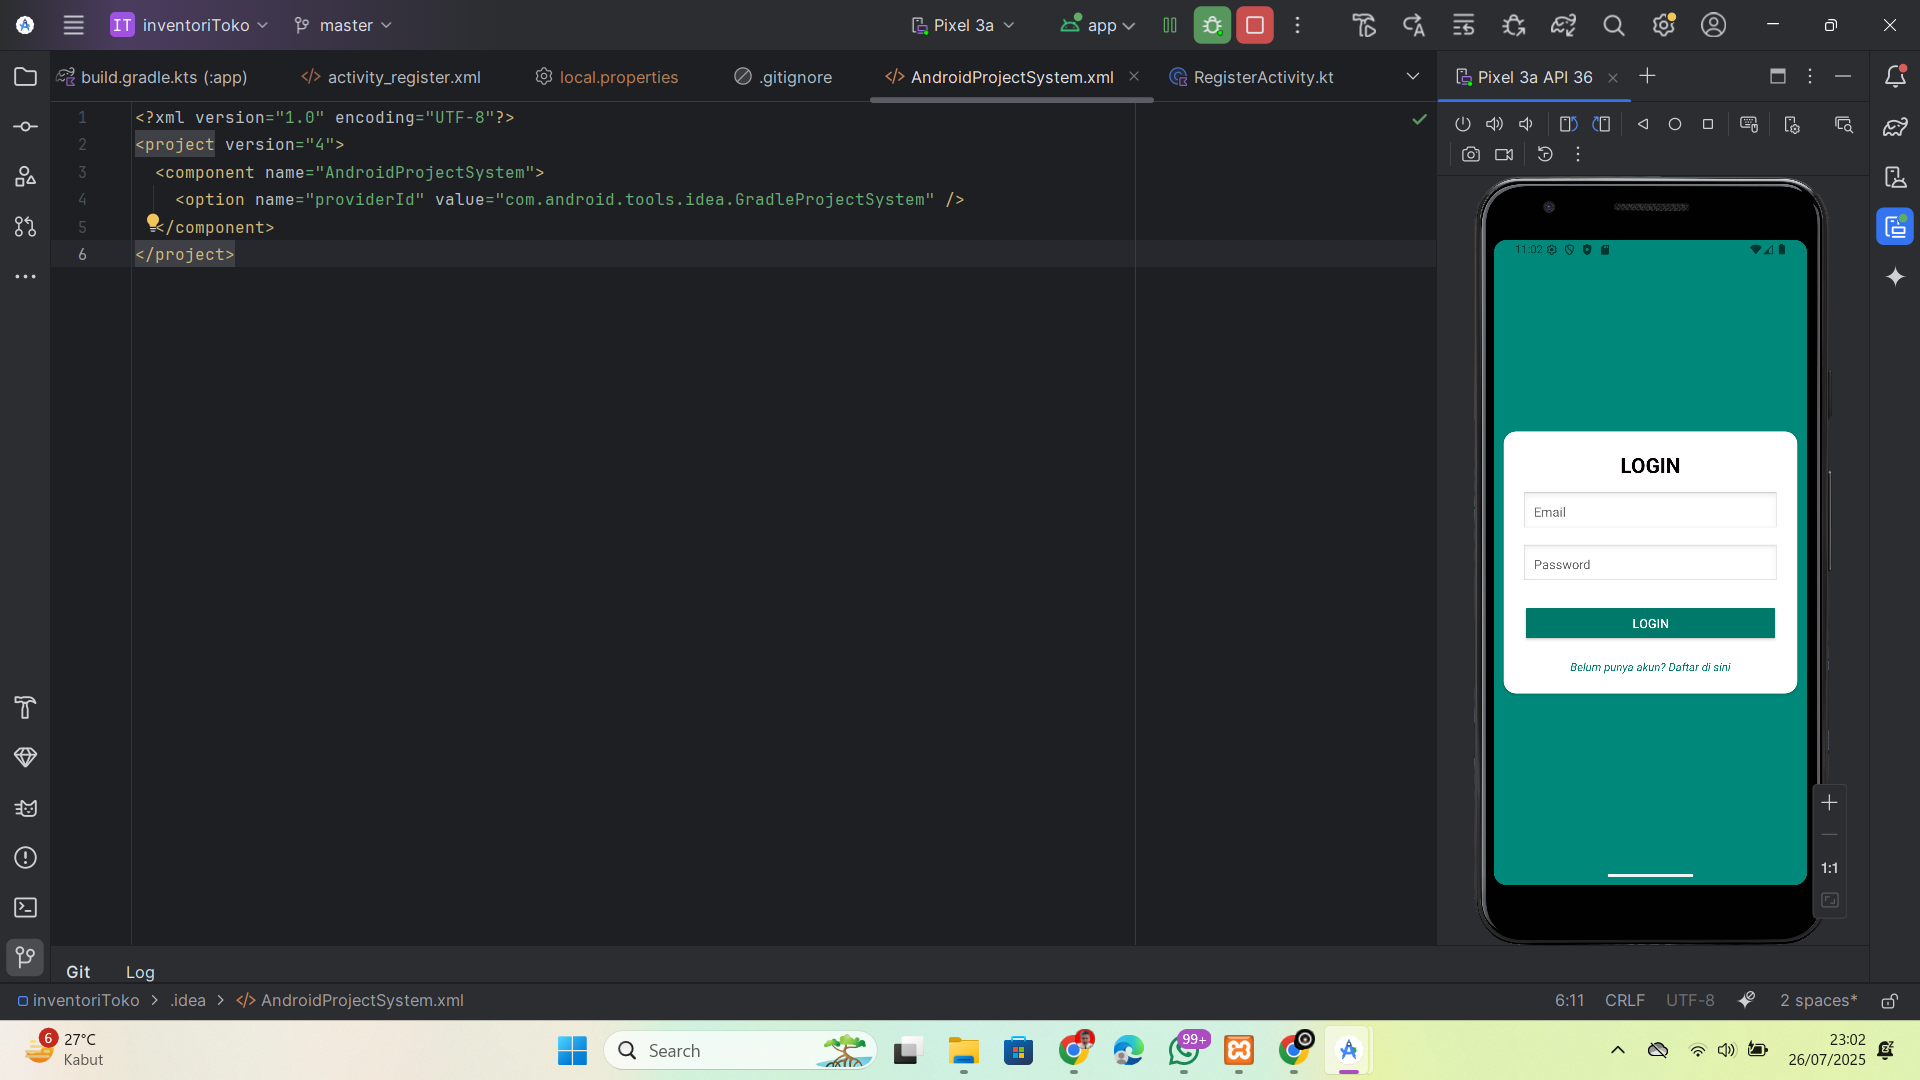 IT inventoriToko master Pixel 3a app
build.gradle.kts (:app) activity_register.xml local.properties .gitignore AndroidProjectSystem.xml RegisterActivity.kt Pixel 3a API 36
1 <?xml version="1.0" encoding="UTF-8"?>
2 <project version="4">
3 <component name="AndroidProjectSystem">
4 <option name="providerId" value="com.android.tools.idea.GradleProjectSystem" />
5 </component>
6 </project>
11:02
LOGIN
Email
Password
LOGIN
Belum punya akun? Daftar di sini
1:1
Git Log
inventoriToko > .idea > AndroidProjectSystem.xml 6:11 CRLF UTF-8 2 spaces*
6 27°C
Kabut
Search
99+
23:02
26/07/2025